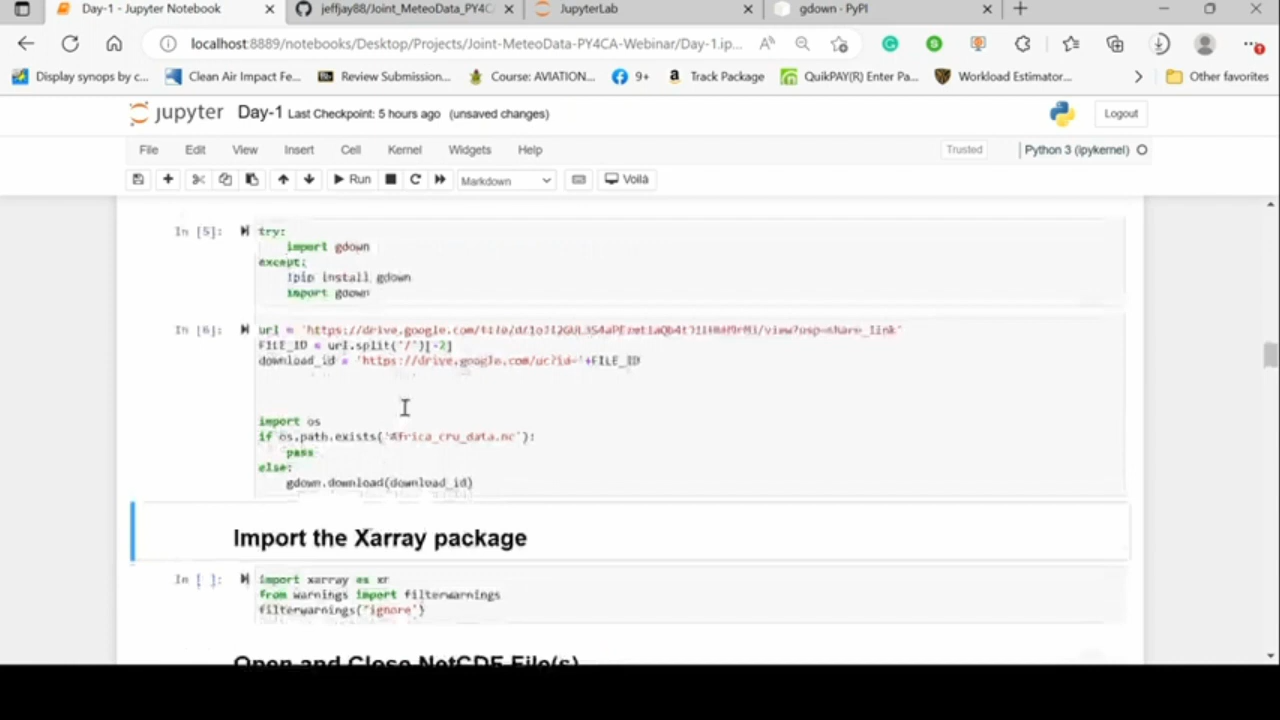 Day-1 - Jupyter Notebook
jeffjay88/Joint_MeteoData_PY4C
JupyterLab
gdown · PyPI
localhost:8889/notebooks/Desktop/Projects/Joint-MeteoData-PY4CA-Webinar/Day-1.ip...
Display synops by c...
Clean Air Impact Fe...
Review Submission...
Course: AVIATION...
9+
Track Package
QuikPAY(R) Enter Pa...
Workload Estimator...
Other favorites
jupyter Day-1 Last Checkpoint: 5 hours ago (unsaved changes)
Logout
File Edit View Insert Cell Kernel Widgets Help
Trusted
Python 3 (ipykernel)
Run
Markdown
Voilà
In [5]:
try:
import gdown
except:
!pip install gdown
import gdown
In [6]:
url =
FILE_ID = url.split('/')[-2]
download_id = 'https://drive.google.com/uc?id='+FILE_ID
import os
if os.path.exists('Africa_cru_data.nc'):
pass
else:
gdown.download(download_id)
Import the Xarray package
In [ ]:
import xarray as xr
from warnings import filterwarnings
filterwarnings("ignore")
Open and Close NetCDF File(s)